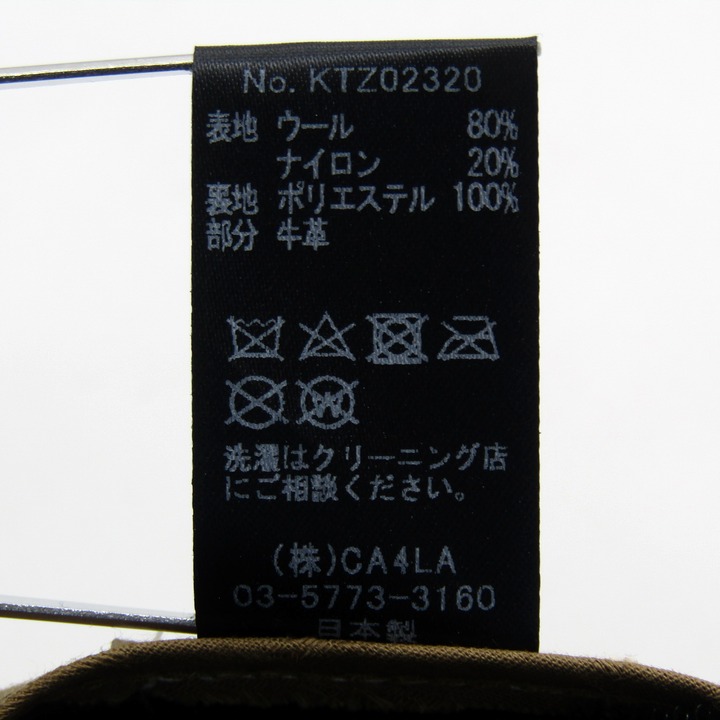 No. KTZ02320
表地 ウール 80%
ナイロン 20%
裏地 ポリエステル 100%
部分 牛革
洗濯はクリーニング店
にご相談ください。
(株)CA4LA
03-5773-3160
日本製